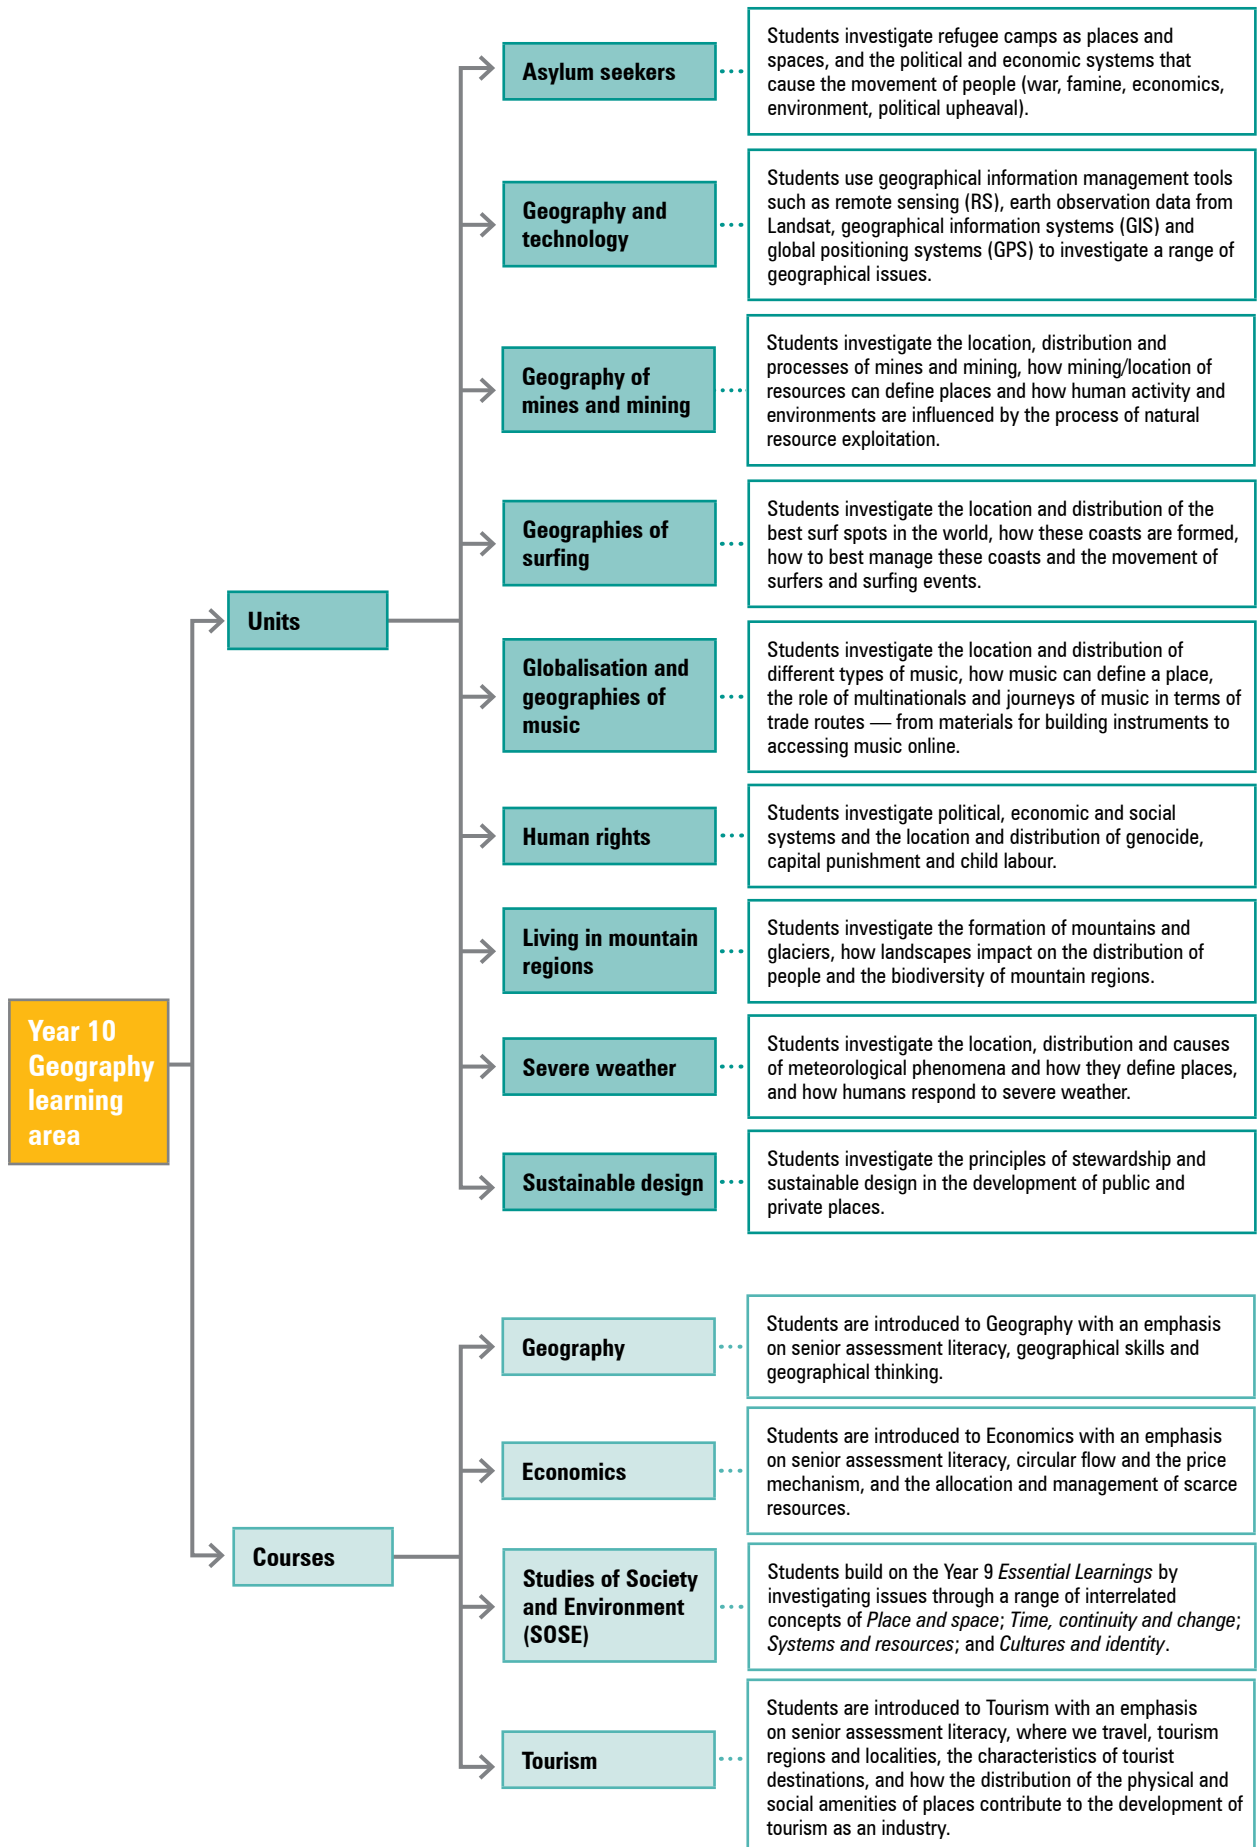 Year 10
Geography
learning
area
Units
Asylum seekers
Students investigate refugee camps as places and
spaces, and the political and economic systems that
cause the movement of people (war, famine, economics,
environment, political upheaval).
Geography and
technology
Students use geographical information management tools
such as remote sensing (RS), earth observation data from
Landsat, geographical information systems (GIS) and
global positioning systems (GPS) to investigate a range of
geographical issues.
Geography of
mines and mining
Students investigate the location, distribution and
processes of mines and mining, how mining/location of
resources can define places and how human activity and
environments are influenced by the process of natural
resource exploitation.
Geographies of
surfing
Students investigate the location and distribution of the
best surf spots in the world, how these coasts are formed,
how to best manage these coasts and the movement of
surfers and surfing events.
Globalisation and
geographies of
music
Students investigate the location and distribution of
different types of music, how music can define a place,
the role of multinationals and journeys of music in terms of
trade routes — from materials for building instruments to
accessing music online.
Human rights
Students investigate political, economic and social
systems and the location and distribution of genocide,
capital punishment and child labour.
Living in mountain
regions
Students investigate the formation of mountains and
glaciers, how landscapes impact on the distribution of
people and the biodiversity of mountain regions.
Severe weather
Students investigate the location, distribution and causes
of meteorological phenomena and how they define places,
and how humans respond to severe weather.
Sustainable design
Students investigate the principles of stewardship and
sustainable design in the development of public and
private places.
Courses
Geography
Students are introduced to Geography with an emphasis
on senior assessment literacy, geographical skills and
geographical thinking.
Economics
Students are introduced to Economics with an emphasis
on senior assessment literacy, circular flow and the price
mechanism, and the allocation and management of scarce
resources.
Studies of Society
and Environment
(SOSE)
Students build on the Year 9 Essential Learnings by
investigating issues through a range of interrelated
concepts of Place and space; Time, continuity and change;
Systems and resources; and Cultures and identity.
Tourism
Students are introduced to Tourism with an emphasis
on senior assessment literacy, where we travel, tourism
regions and localities, the characteristics of tourist
destinations, and how the distribution of the physical and
social amenities of places contribute to the development of
tourism as an industry.